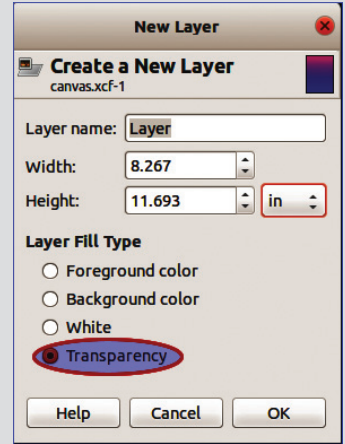 New Layer
Create a New Layer
canvas.xcf-1
Layer name: Layer
Width: 8.267
Height: 11.693 in
Layer Fill Type
Foreground color
Background color
White
Transparency
Help Cancel OK